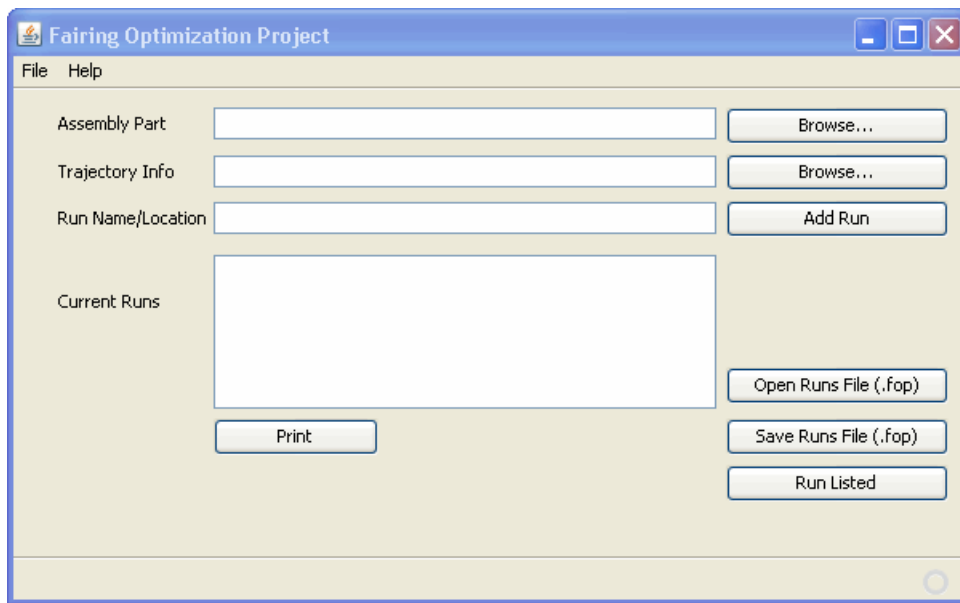 Fairing Optimization Project
File Help
Assembly Part Browse...
Trajectory Info Browse...
Run Name/Location Add Run
Current Runs
Open Runs File (.fop)
Print Save Runs File (.fop)
Run Listed